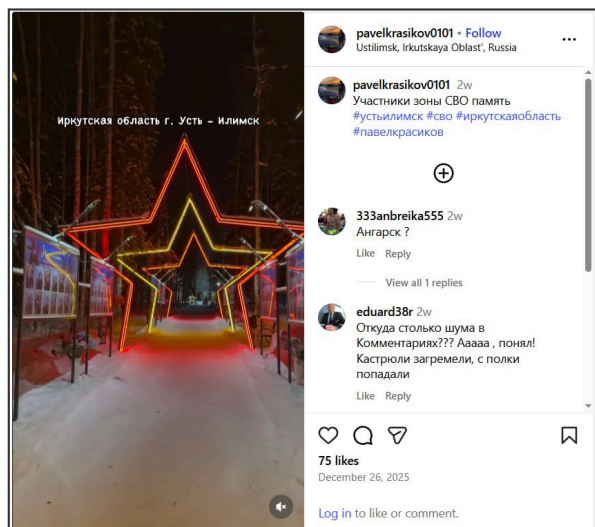 Иркутская область г. Усть - Илимск
pavelkrasikov0101 • Follow
Ustilimsk, Irkutskaya Oblast', Russia
pavelkrasikov0101 2w
Участники зоны СВО память
#устьилимск #сво #иркутскаяобласть
#павелкрасиков
333anbreika555 2w
Ангарск ?
Like Reply
View all 1 replies
eduard38r 2w
Откуда столько шума в
Комментариях??? Ааааа , понял!
Кастрюли загремели, с полки
попадали
Like Reply
75 likes
December 26, 2025
Log in to like or comment.